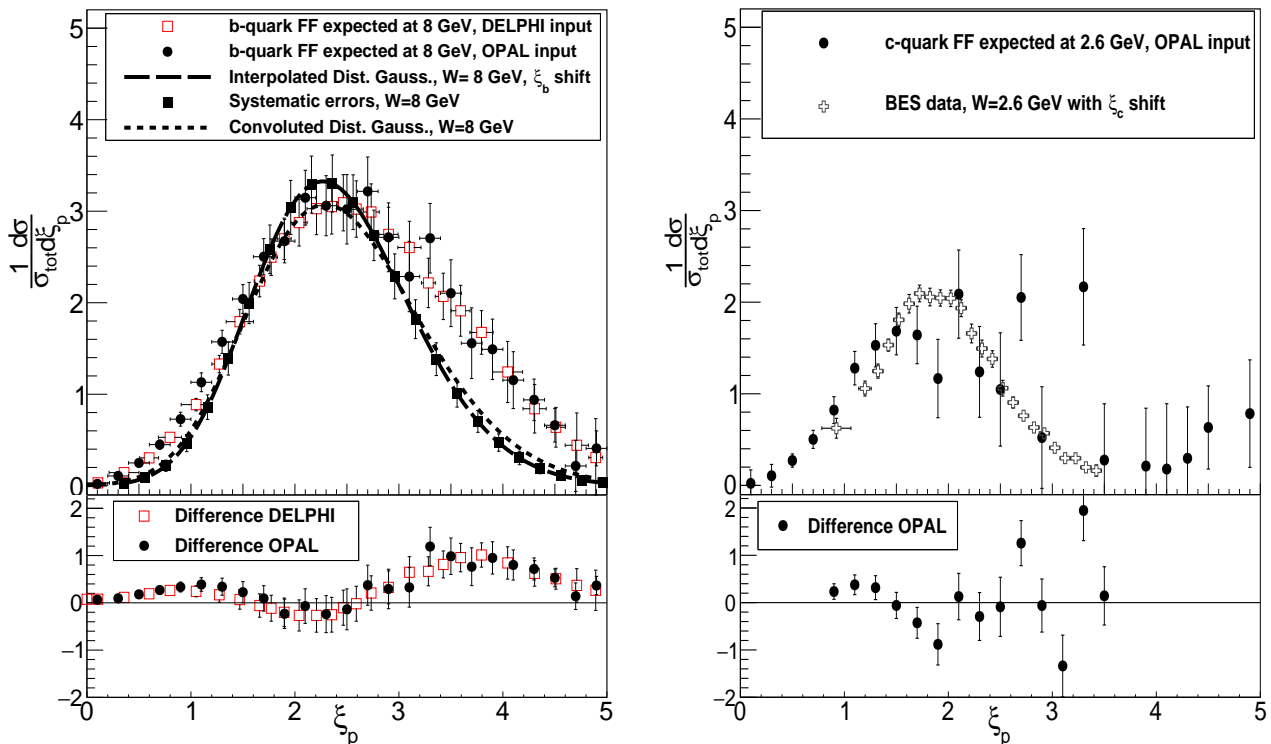 5
4
3
2
1
0
b-quark FF expected at 8 GeV, DELPHI input
b-quark FF expected at 8 GeV, OPAL input
Interpolated Dist. Gauss., W= 8 GeV, ξb shift
Systematic errors, W=8 GeV
Convoluted Dist. Gauss., W=8 GeV
1 dσ
σtot dξp
2
1
0
−1
−2
Difference DELPHI
Difference OPAL
0 1 2 3 4 5
ξp
5
4
3
2
1
0
c-quark FF expected at 2.6 GeV, OPAL input
BES data, W=2.6 GeV with ξc shift
1 dσ
σtot dξp
2
1
0
−1
−2
Difference OPAL
0 1 2 3 4 5
ξp